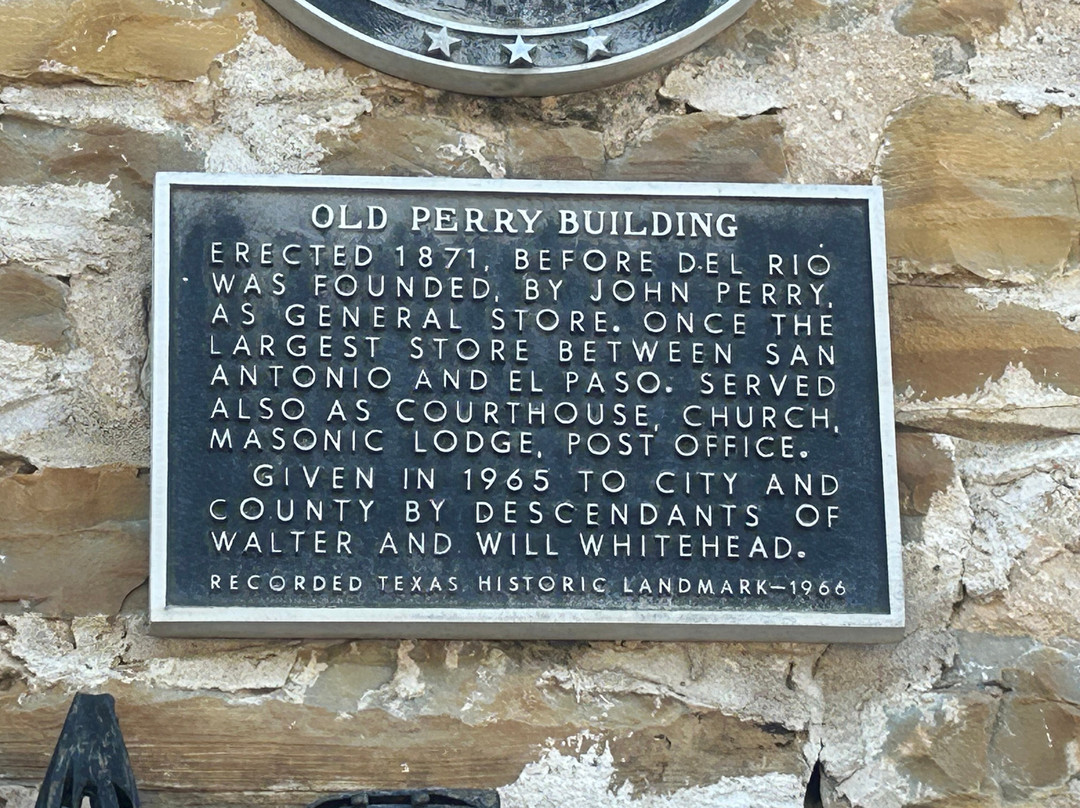 OLD PERRY BUILDING
ERECTED 1871, BEFORE DEL RIO
WAS FOUNDED, BY JOHN PERRY,
AS GENERAL STORE. ONCE THE
LARGEST STORE BETWEEN SAN
ANTONIO AND EL PASO. SERVED
ALSO AS COURTHOUSE, CHURCH,
MASONIC LODGE, POST OFFICE.
GIVEN IN 1965 TO CITY AND
COUNTY BY DESCENDANTS OF
WALTER AND WILL WHITEHEAD.
RECORDED TEXAS HISTORIC LANDMARK—1966